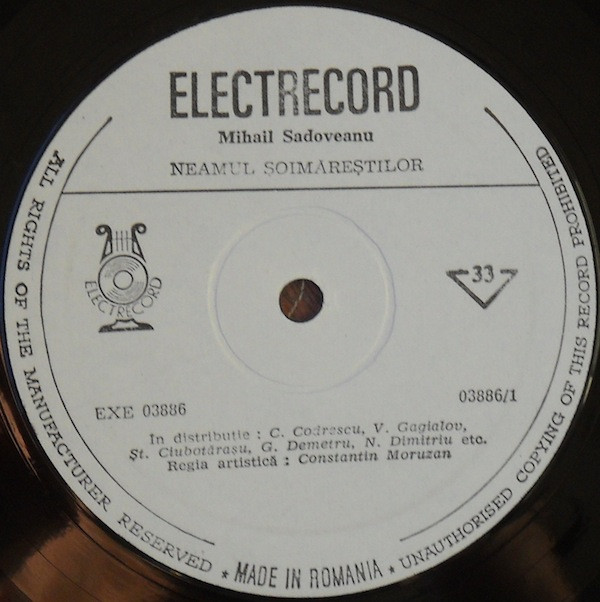 ELECTRECORD
Mihail Sadoveanu
NEAMUL ŞOIMĂREŞTILOR
ELECTRECORD
33
EXE 03886
03886/1
In distributie : C. Codrescu, V. Gagialov,
Şt. Ciubotăraşu, G. Demetru, N. Dimitriu etc.
Regia artistică : Constantin Moruzan
ALL RIGHTS OF THE MANUFACTURER RESERVED ★ MADE IN ROMANIA ★ UNAUTHORISED COPYING OF THIS RECORD PROHIBITED